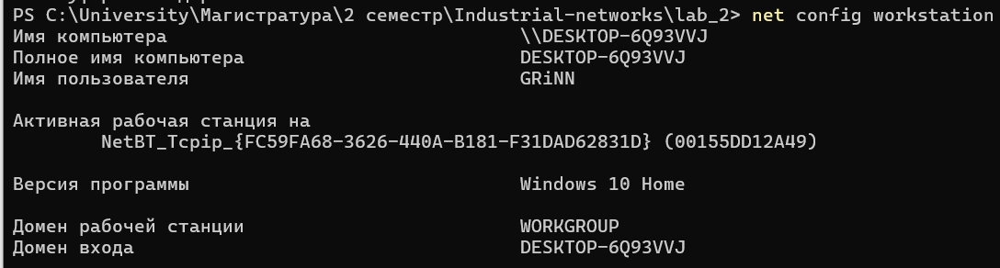 PS C:\University\Магистратура\2 семестр\Industrial-networks\lab_2> net config workstation
Имя компьютера \\DESKTOP-6Q93VVJ
Полное имя компьютера DESKTOP-6Q93VVJ
Имя пользователя GRiNN
Активная рабочая станция на
NetBT_Tcpip_{FC59FA68-3626-440A-B181-F31DAD62831D} (00155DD12A49)
Версия программы Windows 10 Home
Домен рабочей станции WORKGROUP
Домен входа DESKTOP-6Q93VVJ